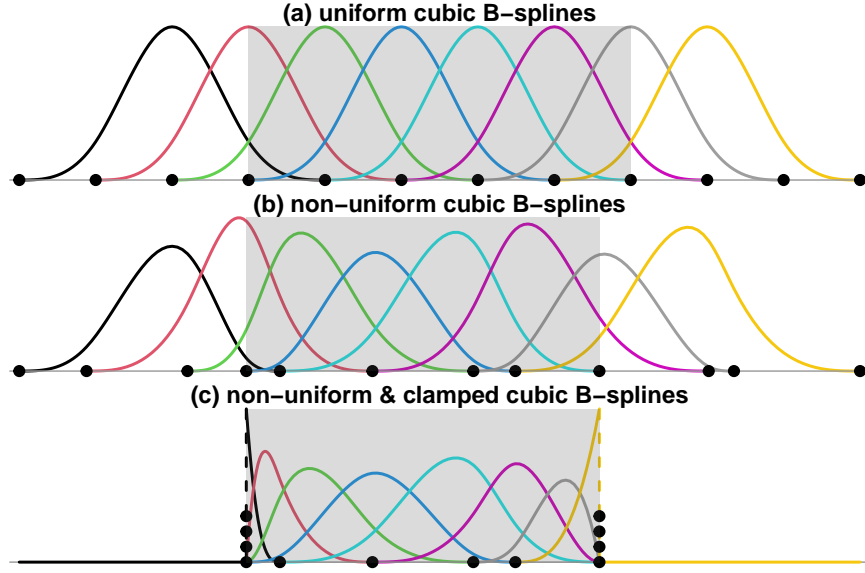 (a) uniform cubic B−splines
(b) non−uniform cubic B−splines
(c) non−uniform & clamped cubic B−splines